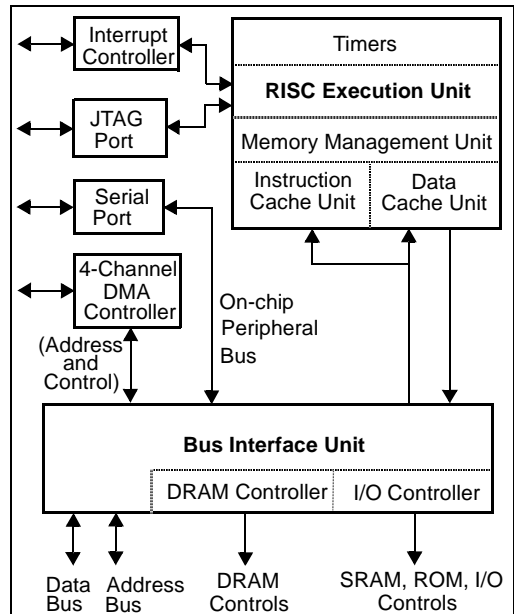 Interrupt
Controller
JTAG
Port
Serial
Port
4-Channel
DMA
Controller
(Address
and
Control)
Timers
RISC Execution Unit
Memory Management Unit
Instruction
Cache Unit
Data
Cache Unit
On-chip
Peripheral
Bus
Bus Interface Unit
DRAM Controller
I/O Controller
Data
Bus
Address
Bus
DRAM
Controls
SRAM, ROM, I/O
Controls